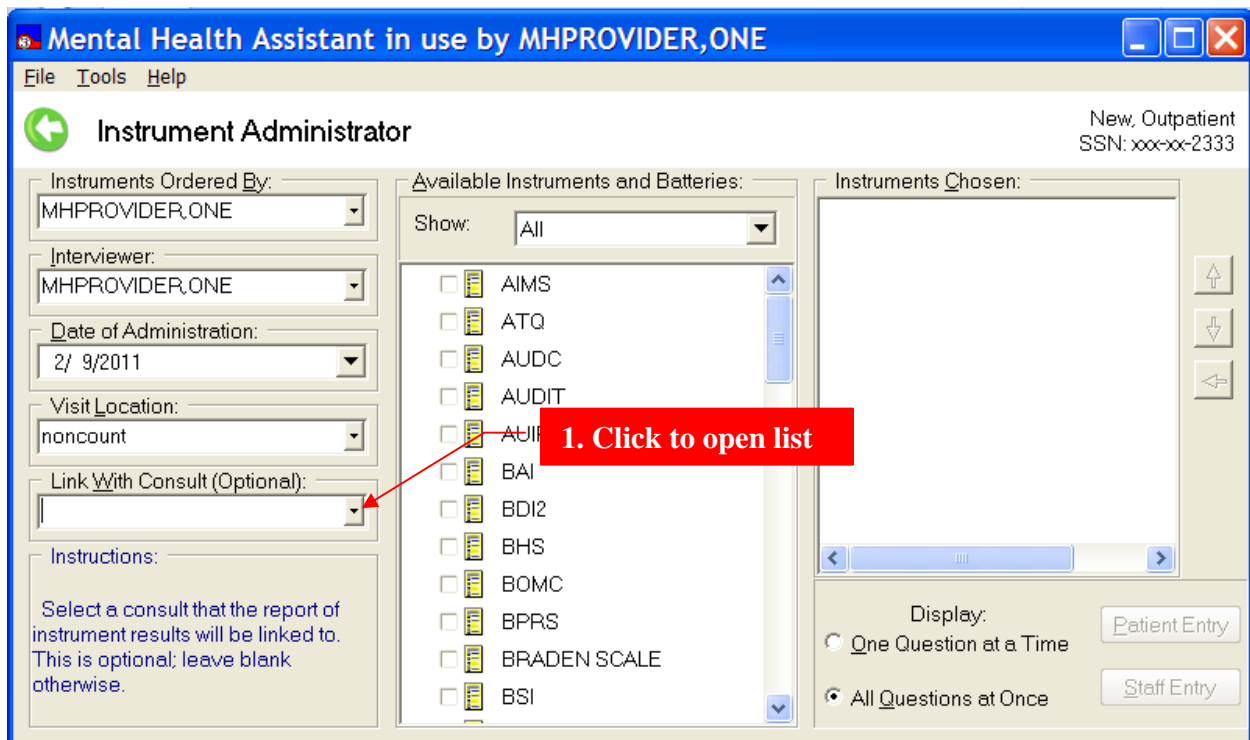 Mental Health Assistant in use by MHPROVIDER,ONE
File Tools Help
Instrument Administrator
New, Outpatient
SSN: xxx-xx-2333
Instruments Ordered By:
MHPROVIDER,ONE
Interviewer:
MHPROVIDER,ONE
Date of Administration:
2/ 9/2011
Visit Location:
noncount
Link With Consult (Optional):
Instructions:
Select a consult that the report of
instrument results will be linked to.
This is optional; leave blank
otherwise.
Available Instruments and Batteries:
Show: All
AIMS
ATQ
AUDC
AUDIT
1. Click to open list
BAI
BDI2
BHS
BOMC
BPRS
BRADEN SCALE
BSI
Instruments Chosen:
Display:
One Question at a Time
All Questions at Once
Patient Entry
Staff Entry